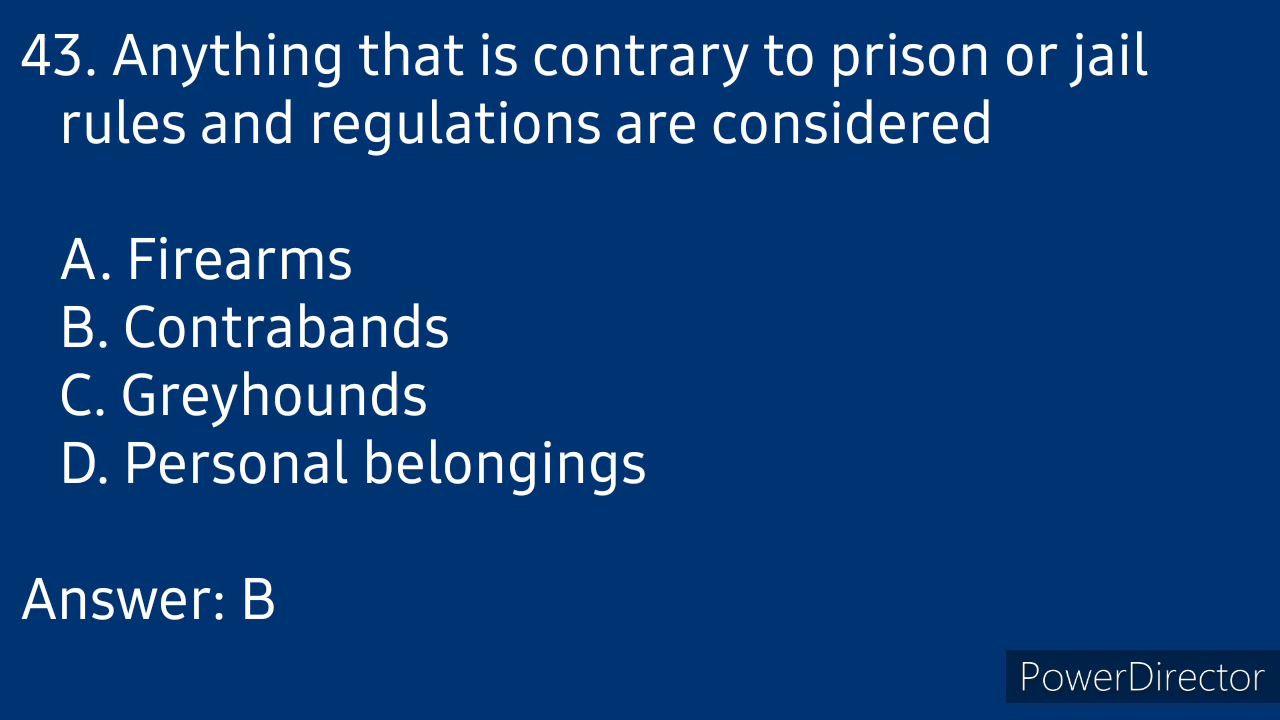 43. Anything that is contrary to prison or jail
rules and regulations are considered
A. Firearms
B. Contrabands
C. Greyhounds
D. Personal belongings
Answer: B
PowerDirector